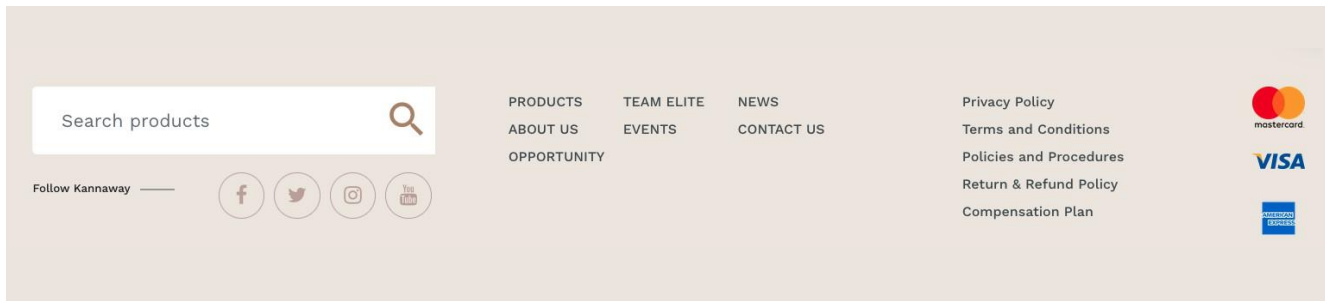 Search products
Follow Kannaway
You
Tube
PRODUCTS
ABOUT US
OPPORTUNITY
TEAM ELITE
EVENTS
NEWS
CONTACT US
Privacy Policy
Terms and Conditions
Policies and Procedures
Return & Refund Policy
Compensation Plan
mastercard.
VISA
AMERICAN
EXPRESS